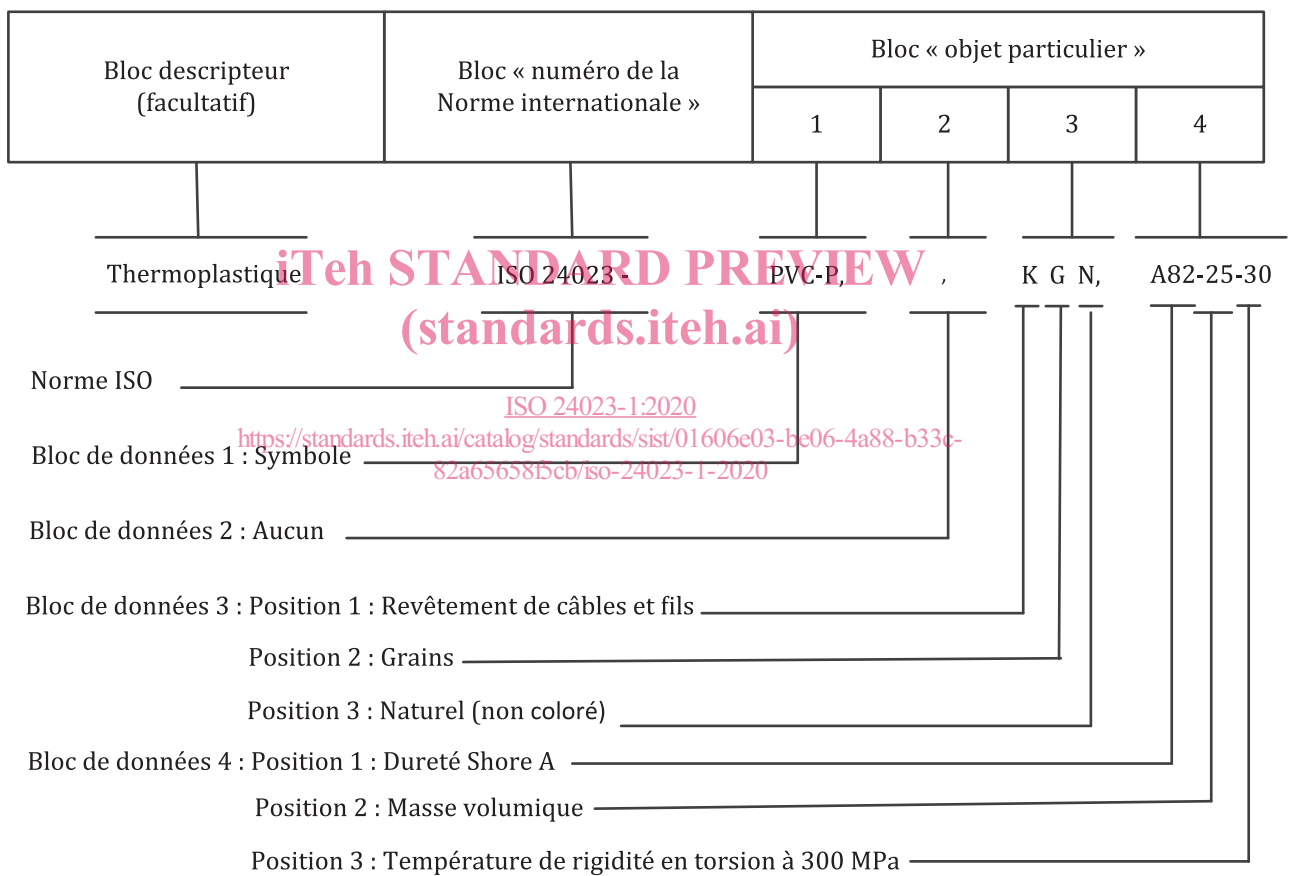 Bloc descripteur
(facultatif)
Bloc « numéro de la
Norme internationale »
Bloc « objet particulier »
1 2 3 4
Thermoplastique ISO 24023 - PVC-P, , K G N, A82-25-30
iTeh STANDARD PREVIEW
(standards.iteh.ai)
Norme ISO
ISO 24023-1:2020
https://standards.iteh.ai/catalog/standards/sist/01606e03-be06-4a88-b33c-
82a65658f5cb/iso-24023-1-2020
Bloc de données 1 : Symbole
Bloc de données 2 : Aucun
Bloc de données 3 : Position 1 : Revêtement de câbles et fils
Position 2 : Grains
Position 3 : Naturel (non coloré)
Bloc de données 4 : Position 1 : Dureté Shore A
Position 2 : Masse volumique
Position 3 : Température de rigidité en torsion à 300 MPa